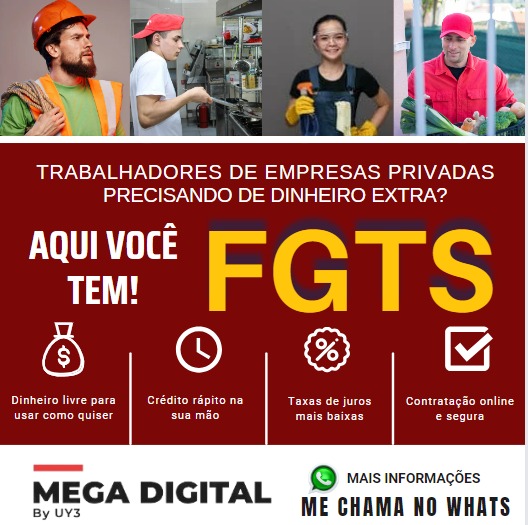 TRABALHADORES DE EMPRESAS PRIVADAS
PRECISANDO DE DINHEIRO EXTRA?
AQUI VOCÊ
TEM!
FGTS
Dinheiro livre para
usar como quiser
Crédito rápito na
sua mão
Taxas de juros
mais baixas
Contratação online
e segura
MEGA DIGITAL
By UY3
MAIS INFORMAÇÕES
ME CHAMA NO WHATS